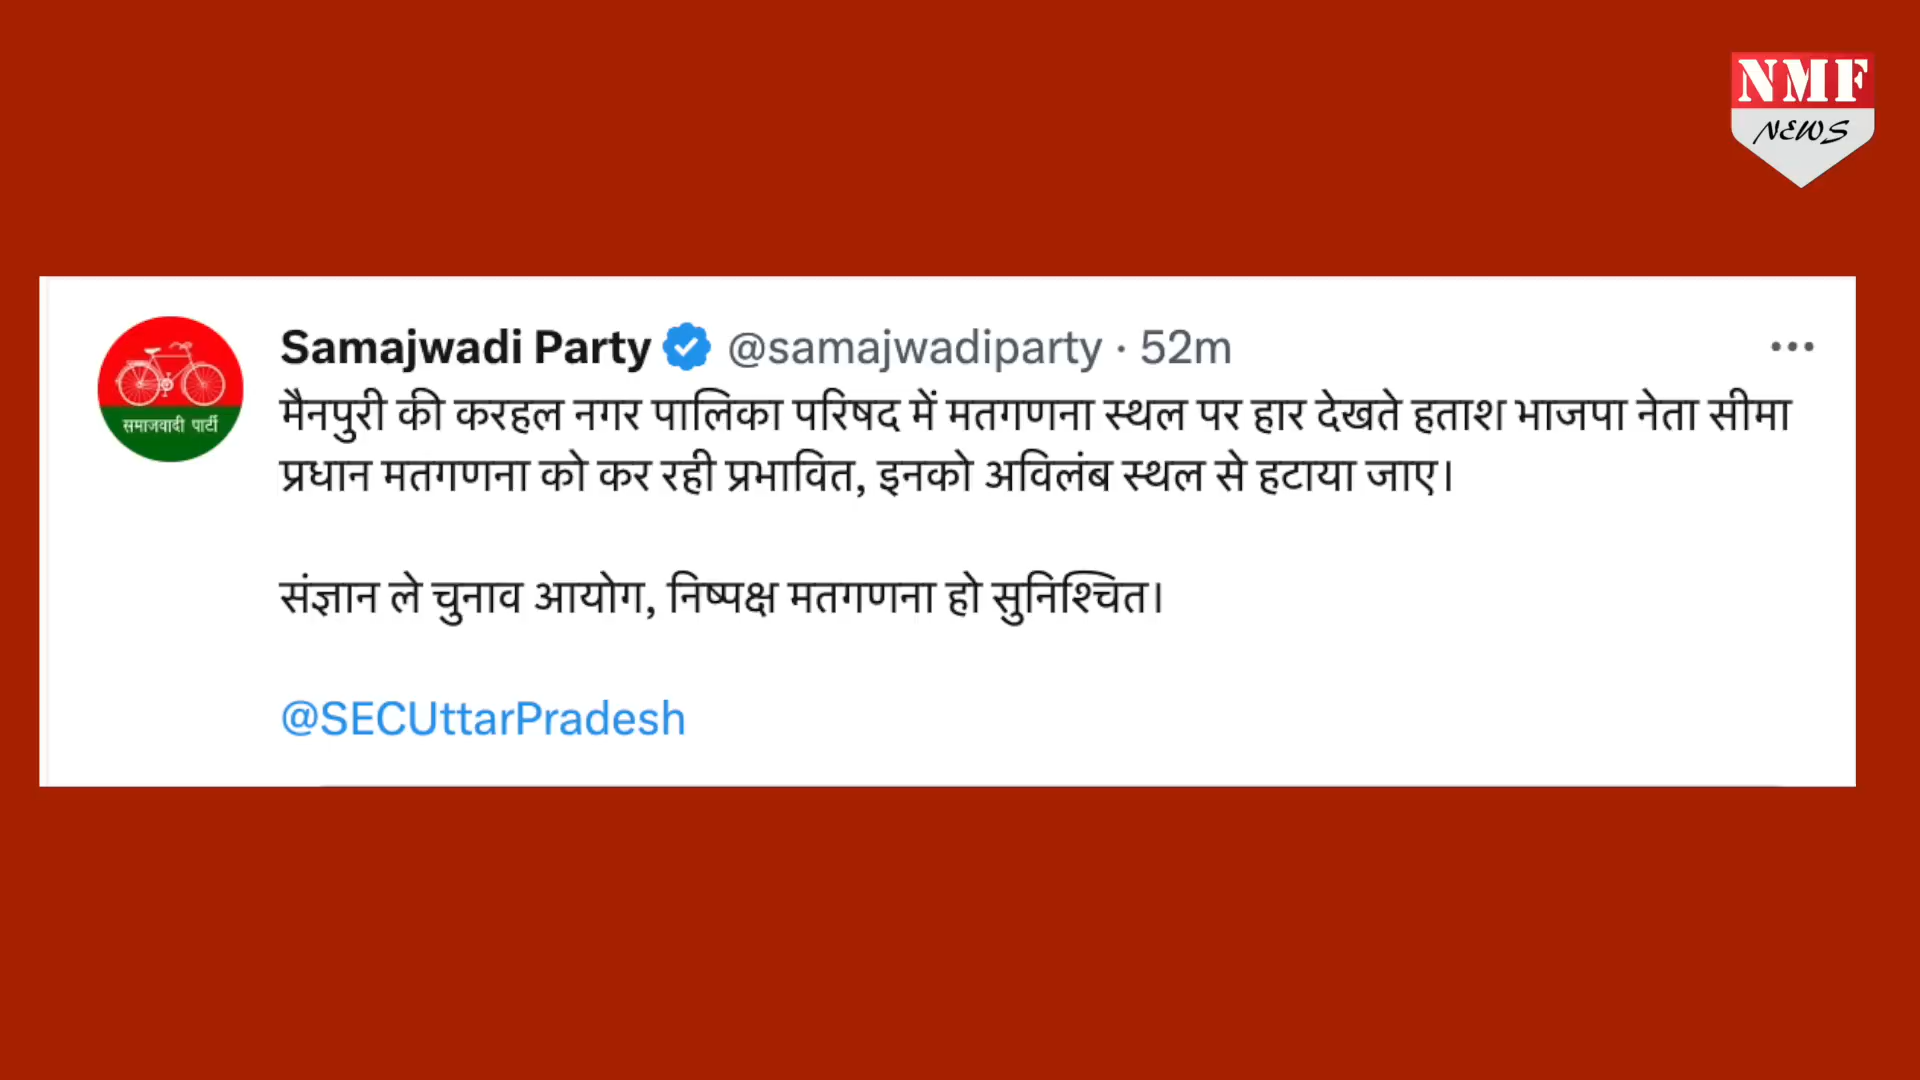 NMF
NEWS
Samajwadi Party @samajwadiparty · 52m
मैनपुरी की करहल नगर पालिका परिषद में मतगणना स्थल पर हार देखते हताश भाजपा नेता सीमा
प्रधान मतगणना को कर रही प्रभावित, इनको अविलंब स्थल से हटाया जाए।
संज्ञान ले चुनाव आयोग, निष्पक्ष मतगणना हो सुनिश्चित।
@SECUttarPradesh
समाजवादी पार्टी